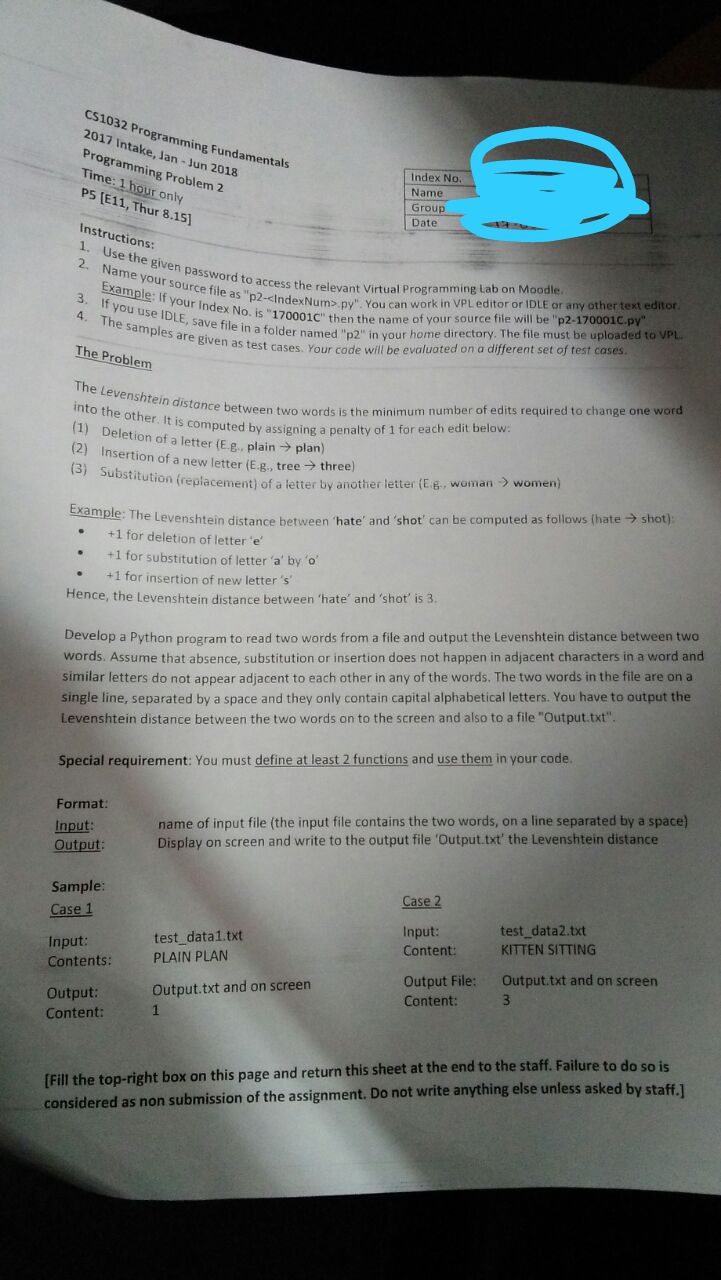 CS1032 Programming Fundamentals
2017 Intake, Jan - Jun 2018
Programming Problem 2
Time: 1 hour only
P5 [E11, Thur 8.15]
Index No.
Name
Group
Date
Instructions:
1. Use the given password to access the relevant Virtual Programming Lab on Moodle.
2. Name your source file as "p2-<IndexNum>.py". You can work in VPL editor or IDLE or any other text editor.
Example: If your Index No. is "170001C" then the name of your source file will be "p2-170001C.py"
3. If you use IDLE, save file in a folder named "p2" in your home directory. The file must be uploaded to VPL.
4. The samples are given as test cases. Your code will be evaluated on a different set of test cases.
The Problem
The Levenshtein distance between two words is the minimum number of edits required to change one word
into the other. It is computed by assigning a penalty of 1 for each edit below:
(1) Deletion of a letter (E.g., plain → plan)
(2) Insertion of a new letter (E.g., tree → three)
(3) Substitution (replacement) of a letter by another letter (E.g., woman → women)
Example: The Levenshtein distance between 'hate' and 'shot' can be computed as follows (hate → shot):
• +1 for deletion of letter 'e'
• +1 for substitution of letter 'a' by 'o'
• +1 for insertion of new letter 's'
Hence, the Levenshtein distance between 'hate' and 'shot' is 3.
Develop a Python program to read two words from a file and output the Levenshtein distance between two
words. Assume that absence, substitution or insertion does not happen in adjacent characters in a word and
similar letters do not appear adjacent to each other in any of the words. The two words in the file are on a
single line, separated by a space and they only contain capital alphabetical letters. You have to output the
Levenshtein distance between the two words on to the screen and also to a file "Output.txt".
Special requirement: You must define at least 2 functions and use them in your code.
Format:
Input: name of input file (the input file contains the two words, on a line separated by a space)
Output: Display on screen and write to the output file 'Output.txt' the Levenshtein distance
Sample:
Case 1
Input: test_data1.txt
Contents: PLAIN PLAN
Output: Output.txt and on screen
Content: 1
Case 2
Input: test_data2.txt
Content: KITTEN SITTING
Output File: Output.txt and on screen
Content: 3
[Fill the top-right box on this page and return this sheet at the end to the staff. Failure to do so is
considered as non submission of the assignment. Do not write anything else unless asked by staff.]